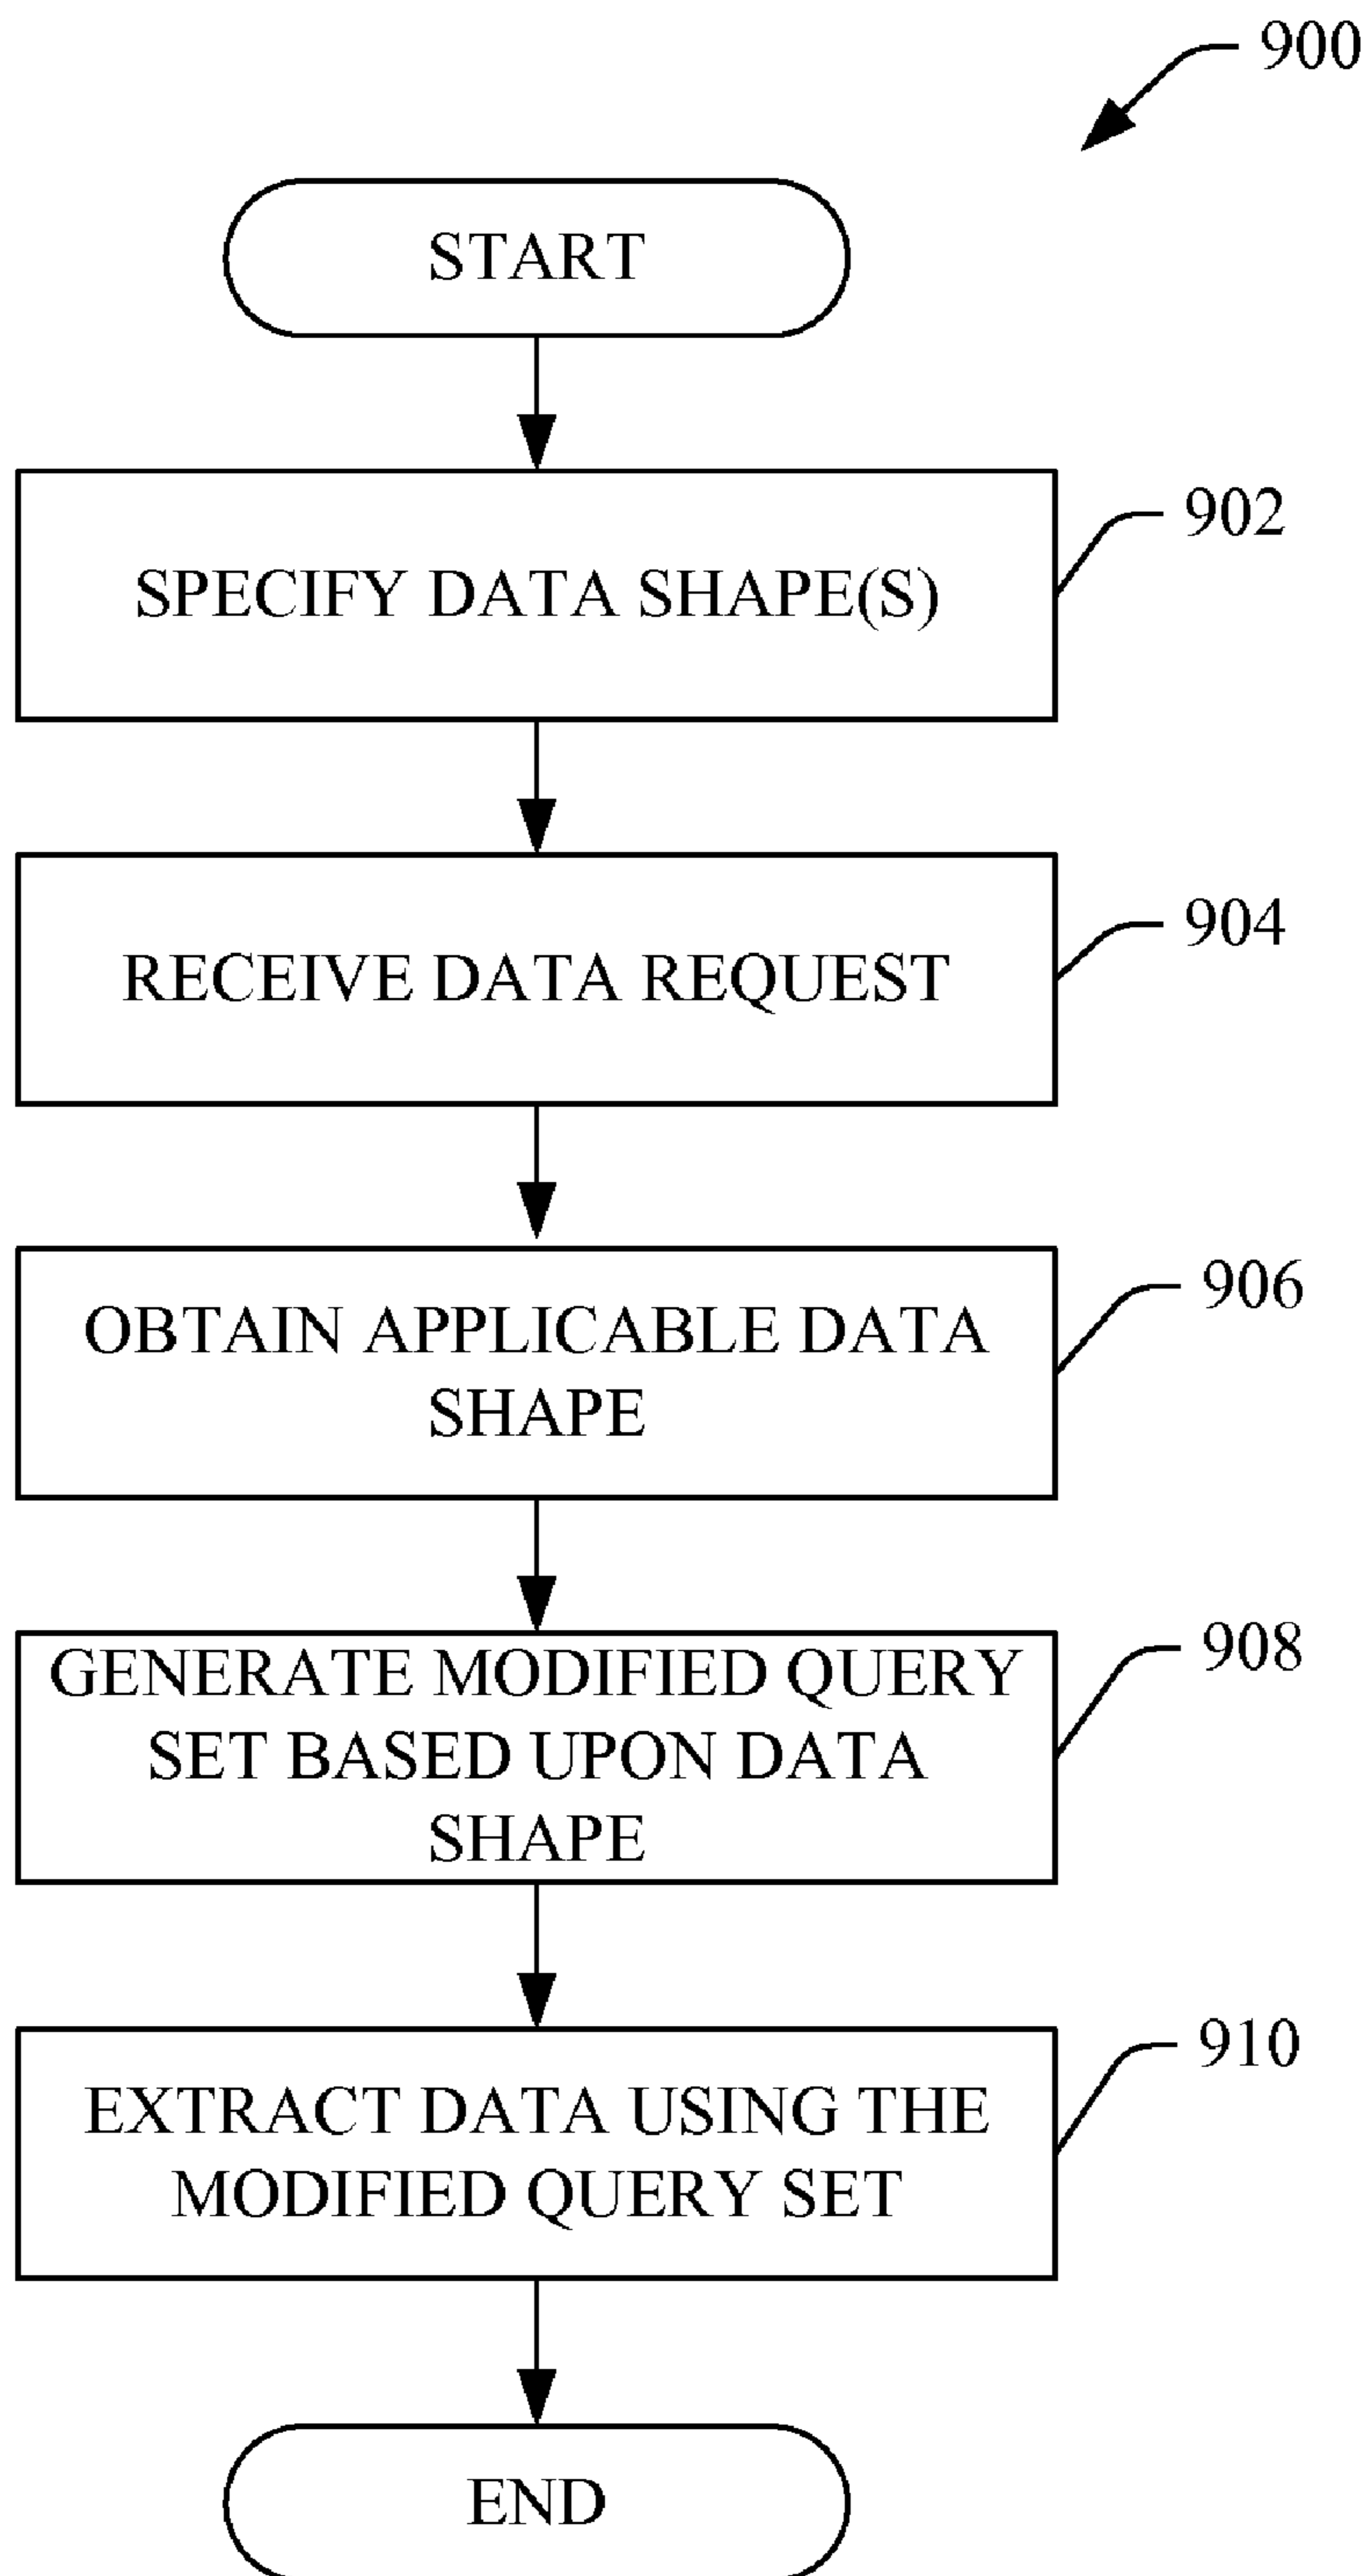 900
START
902
SPECIFY DATA SHAPE(S)
904
RECEIVE DATA REQUEST
906
OBTAIN APPLICABLE DATA
SHAPE
908
GENERATE MODIFIED QUERY
SET BASED UPON DATA
SHAPE
910
EXTRACT DATA USING THE
MODIFIED QUERY SET
END